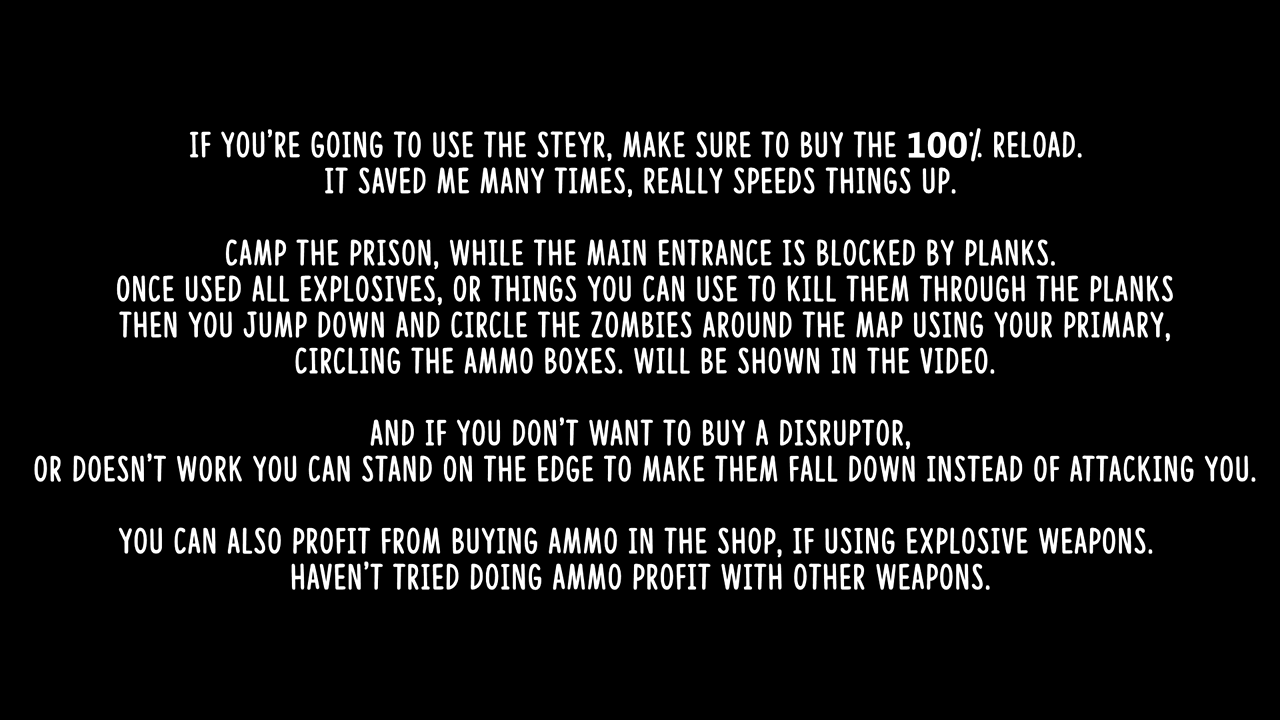 IF YOU'RE GOING TO USE THE STEYR, MAKE SURE TO BUY THE 100% RELOAD.
IT SAVED ME MANY TIMES, REALLY SPEEDS THINGS UP.
CAMP THE PRISON, WHILE THE MAIN ENTRANCE IS BLOCKED BY PLANKS.
ONCE USED ALL EXPLOSIVES, OR THINGS YOU CAN USE TO KILL THEM THROUGH THE PLANKS
THEN YOU JUMP DOWN AND CIRCLE THE ZOMBIES AROUND THE MAP USING YOUR PRIMARY,
CIRCLING THE AMMO BOXES. WILL BE SHOWN IN THE VIDEO.
AND IF YOU DON'T WANT TO BUY A DISRUPTOR,
OR DOESN'T WORK YOU CAN STAND ON THE EDGE TO MAKE THEM FALL DOWN INSTEAD OF ATTACKING YOU.
YOU CAN ALSO PROFIT FROM BUYING AMMO IN THE SHOP, IF USING EXPLOSIVE WEAPONS.
HAVEN'T TRIED DOING AMMO PROFIT WITH OTHER WEAPONS.